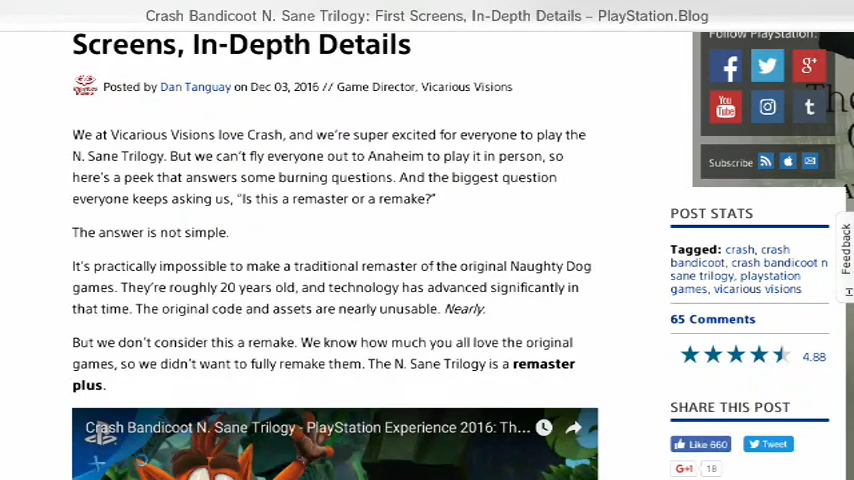 Crash Bandicoot N. Sane Trilogy: First Screens, In-Depth Details – PlayStation.Blog
Screens, In-Depth Details
Posted by Dan Tanguay on Dec 03, 2016 // Game Director, Vicarious Visions
We at Vicarious Visions love Crash, and we're super excited for everyone to play the
N. Sane Trilogy. But we can't fly everyone out to Anaheim to play it in person, so
here's a peek that answers some burning questions. And the biggest question
everyone keeps asking us, "Is this a remaster or a remake?"
The answer is not simple.
It's practically impossible to make a traditional remaster of the original Naughty Dog
games. They're roughly 20 years old, and technology has advanced significantly in
that time. The original code and assets are nearly unusable. Nearly.
But we don't consider this a remake. We know how much you all love the original
games, so we didn't want to fully remake them. The N. Sane Trilogy is a remaster
plus.
Crash Bandicoot N. Sane Trilogy - PlayStation Experience 2016: Th...
Follow PlayStation:
f
g+
You
Tube
t
Subscribe
POST STATS
Tagged: crash, crash
bandicoot, crash bandicoot n
sane trilogy, playstation
games, vicarious visions
65 Comments
4.88
SHARE THIS POST
Like 660
Tweet
G+1
18
Feedback